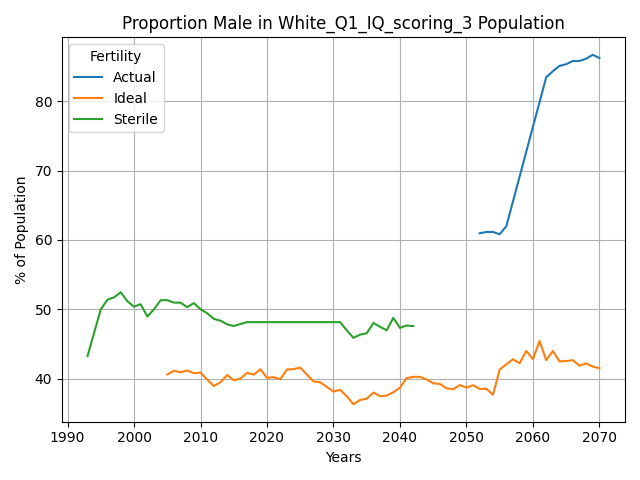 Proportion Male in White_Q1_IQ_scoring_3 Population
Fertility
Actual
Ideal
Sterile
% of Population
80
70
60
50
40
1990 2000 2010 2020 2030 2040 2050 2060 2070
Years